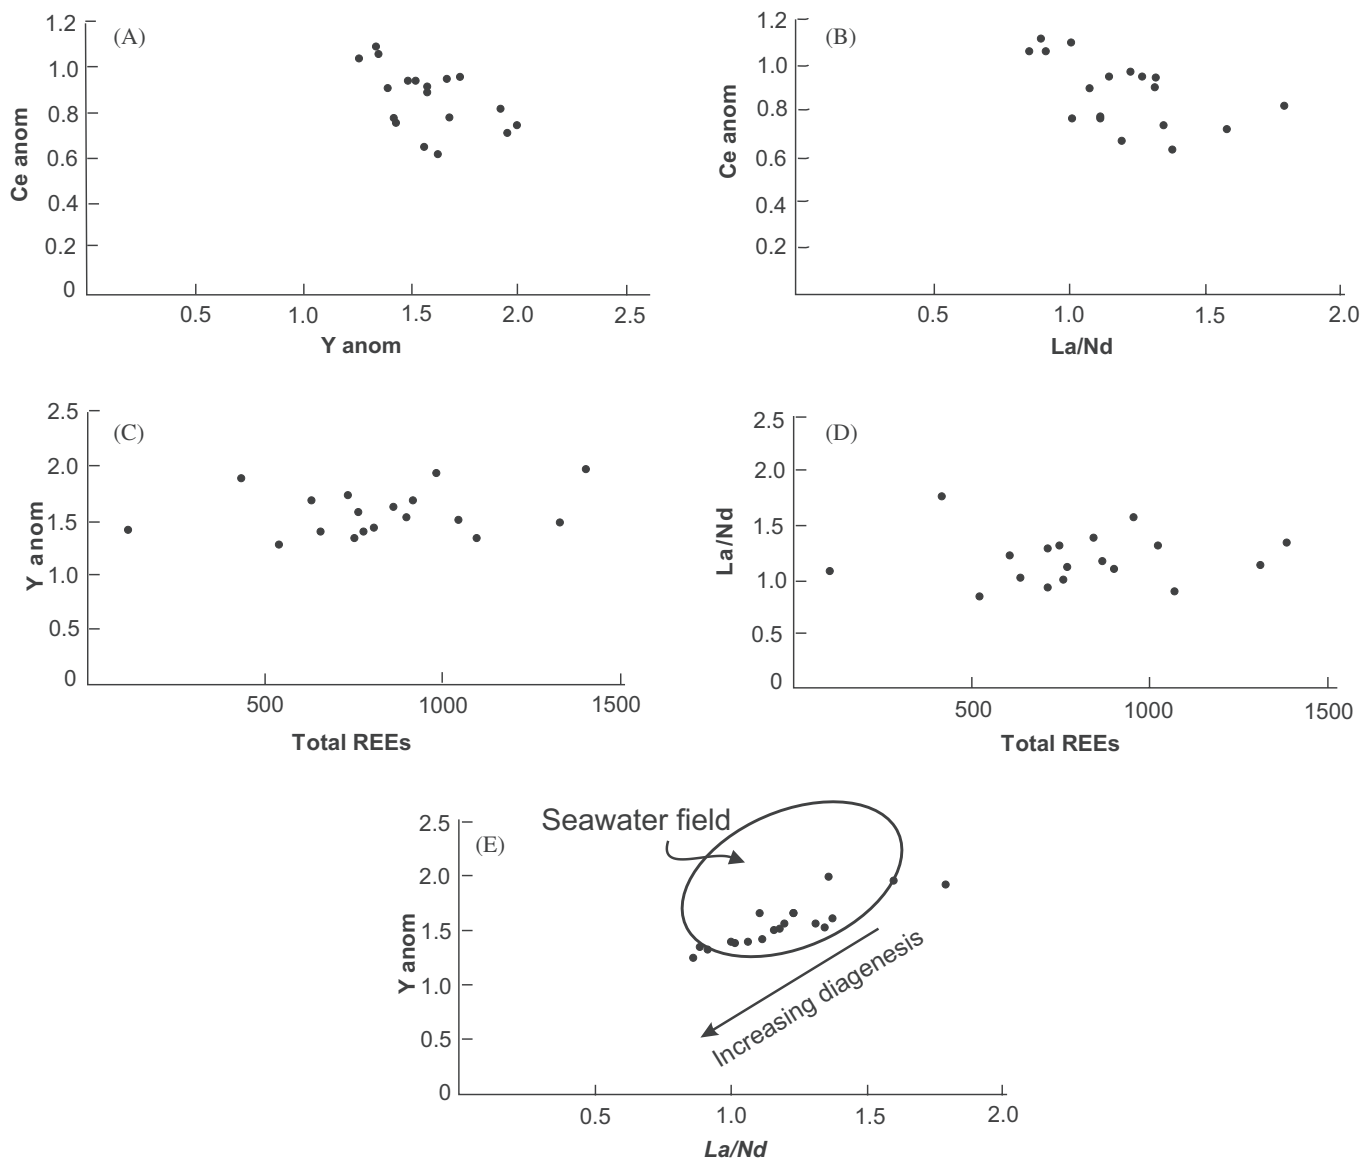 (A)
1.2
1.0
0.8
0.6
0.4
0.2
0
Ce anom
0.5 1.0 1.5 2.0 2.5
Y anom
(B)
1.2
1.0
0.8
0.6
0.4
0.2
Ce anom
0.5 1.0 1.5 2.0
La/Nd
(C)
2.5
2.0
1.5
1.0
0.5
0
Y anom
500 1000 1500
Total REEs
(D)
2.5
2.0
1.5
1.0
0.5
0
La/Nd
500 1000 1500
Total REEs
(E)
Seawater field
2.5
2.0
1.5
1.0
0.5
0
Y anom
Increasing diagenesis
0.5 1.0 1.5 2.0
La/Nd